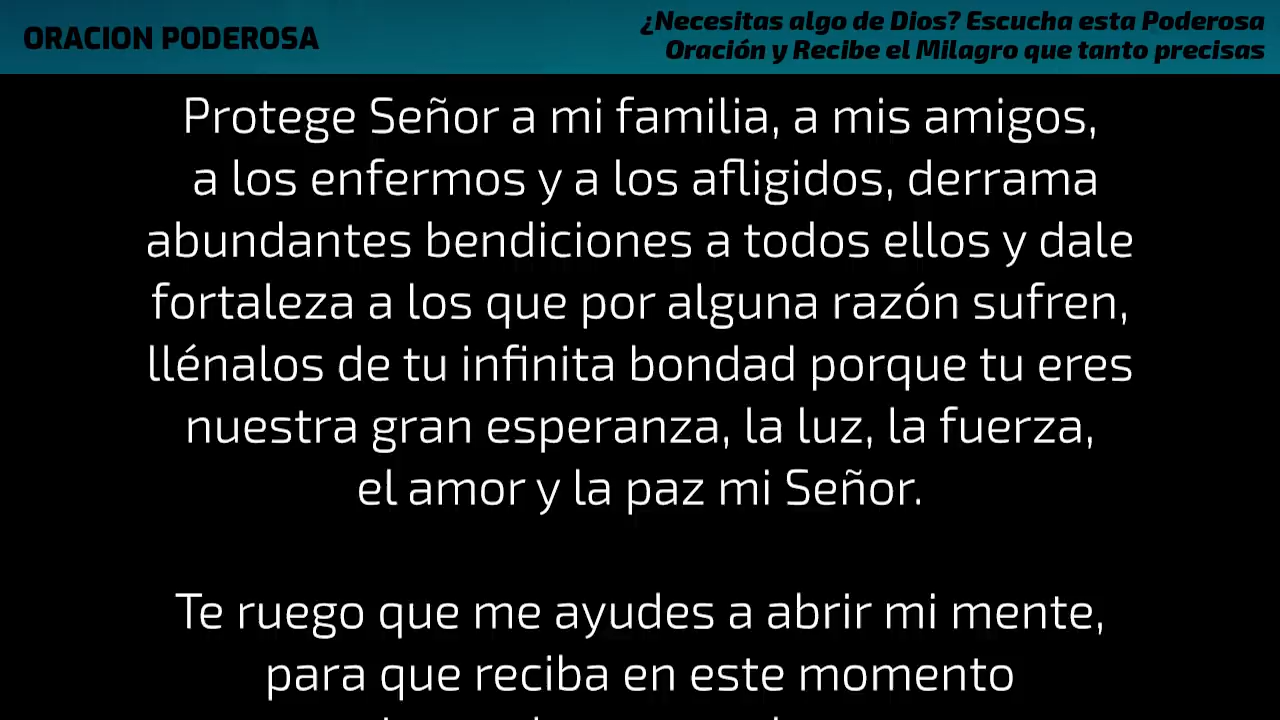 ORACION PODEROSA
¿Necesitas algo de Dios? Escucha esta Poderosa
Oración y Recibe el Milagro que tanto precisas
Protege Señor a mi familia, a mis amigos,
a los enfermos y a los afligidos, derrama
abundantes bendiciones a todos ellos y dale
fortaleza a los que por alguna razón sufren,
llénalos de tu infinita bondad porque tu eres
nuestra gran esperanza, la luz, la fuerza,
el amor y la paz mi Señor.
Te ruego que me ayudes a abrir mi mente,
para que reciba en este momento